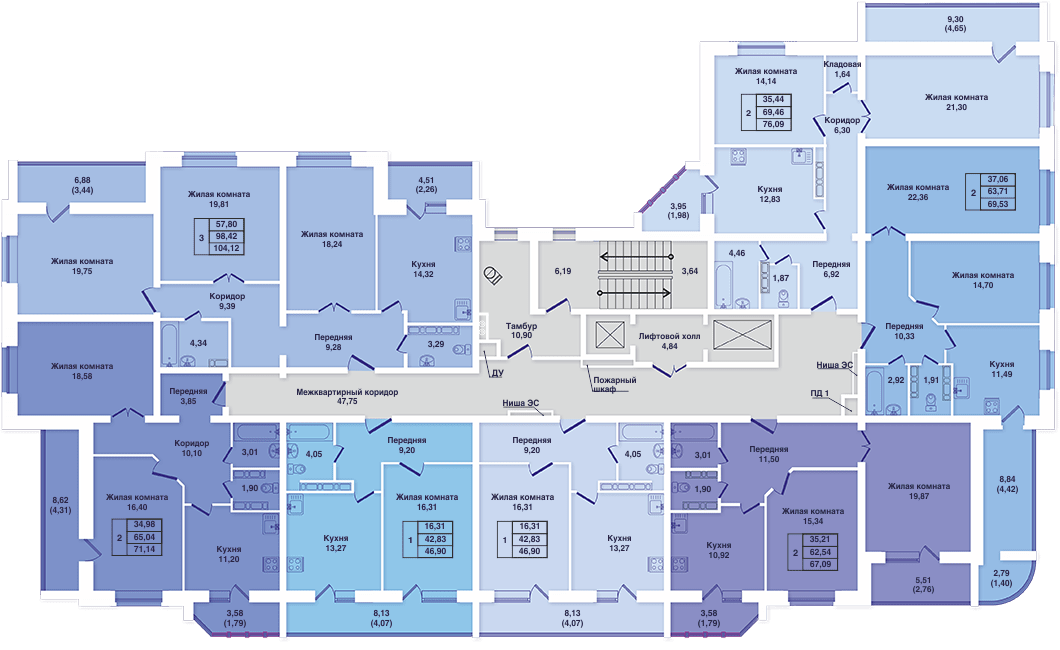 9,30
(4,65)
Жилая комната
14,14
2
35,44
69,46
76,09
Кладовая
1,64
Коридор
6,30
Жилая комната
21,30
Кухня
12,83
3,95
(1,98)
4,46
1,87
Передняя
6,92
Жилая комната
22,36
2
37,06
63,71
69,53
Жилая комната
14,70
Передняя
10,33
Кухня
11,49
2,92
1,91
6,88
(3,44)
Жилая комната
19,81
3
57,80
98,42
104,12
Жилая комната
18,24
4,51
(2,26)
Жилая комната
19,75
Кухня
14,32
Коридор
9,39
4,34
Передняя
9,28
3,29
6,19
3,64
Тамбур
10,90
Лифтовой холл
4,84
ДУ
Пожарный
шкаф
Ниша ЭС
ПД 1
Межквартирный коридор
47,75
Ниша ЭС
Жилая комната
18,58
Передняя
3,85
Коридор
10,10
3,01
1,90
8,62
(4,31)
Жилая комната
16,40
2
34,98
65,04
71,14
Кухня
11,20
3,58
(1,79)
4,05
Передняя
9,20
Жилая комната
16,31
1
16,31
42,83
46,90
Кухня
13,27
8,13
(4,07)
Передняя
9,20
4,05
Жилая комната
16,31
1
16,31
42,83
46,90
Кухня
13,27
8,13
(4,07)
3,01
1,90
Передняя
11,50
Кухня
10,92
Жилая комната
15,34
2
35,21
62,54
67,09
3,58
(1,79)
Жилая комната
19,87
5,51
(2,76)
8,84
(4,42)
2,79
(1,40)